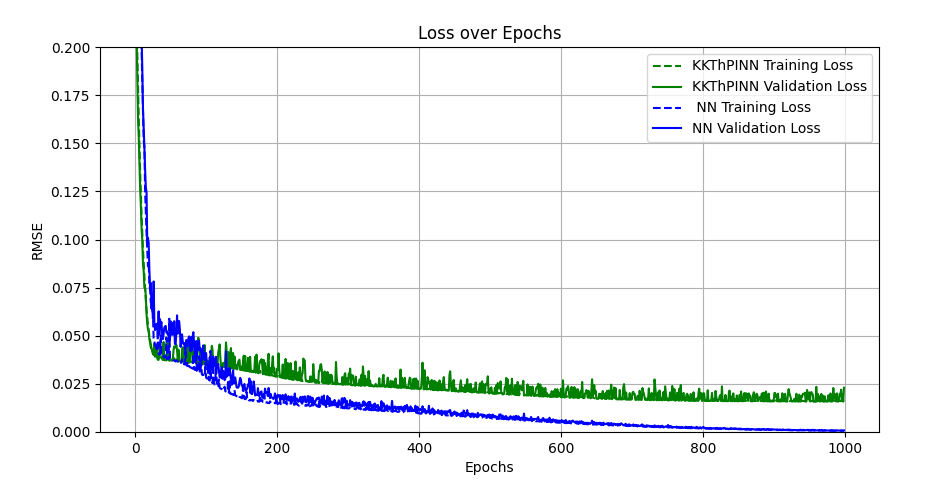 Loss over Epochs
KKThPINN Training Loss
KKThPINN Validation Loss
NN Training Loss
NN Validation Loss
RMSE
0.200
0.175
0.150
0.125
0.100
0.075
0.050
0.025
0.000
0 200 400 600 800 1000
Epochs